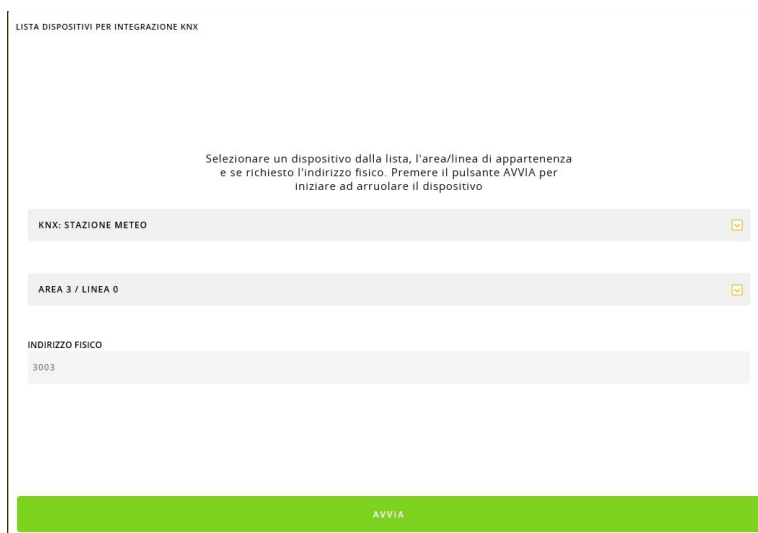 LISTA DISPOSITIVI PER INTEGRAZIONE KNX
Selezionare un dispositivo dalla lista, l'area/linea di appartenenza
e se richiesto l'indirizzo fisico. Premere il pulsante AVVIA per
iniziare ad arruolare il dispositivo
KNX: STAZIONE METEO
AREA 3 / LINEA 0
INDIRIZZO FISICO
3003
AVVIA